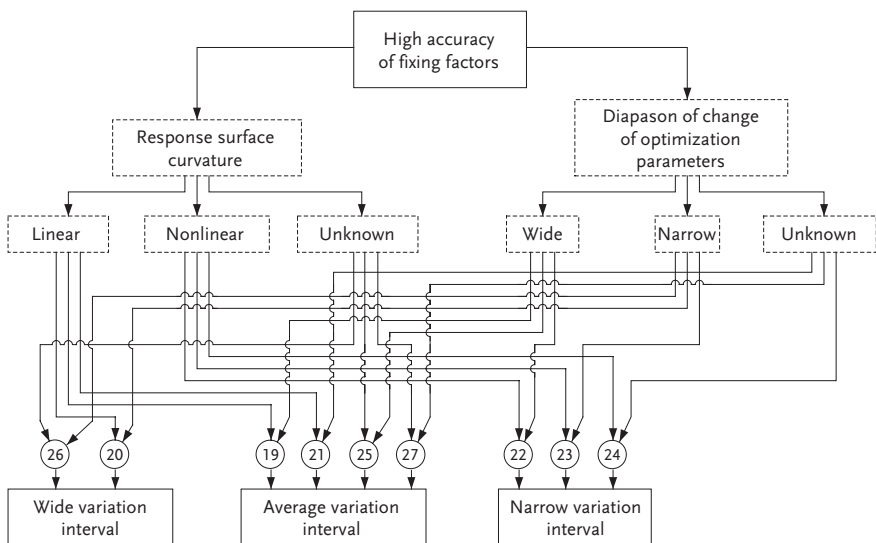 High accuracy
of fixing factors
Response surface
curvature
Diapason of change
of optimization
parameters
Linear
Nonlinear
Unknown
Wide
Narrow
Unknown
26
20
19
21
25
27
22
23
24
Wide variation
interval
Average variation
interval
Narrow variation
interval